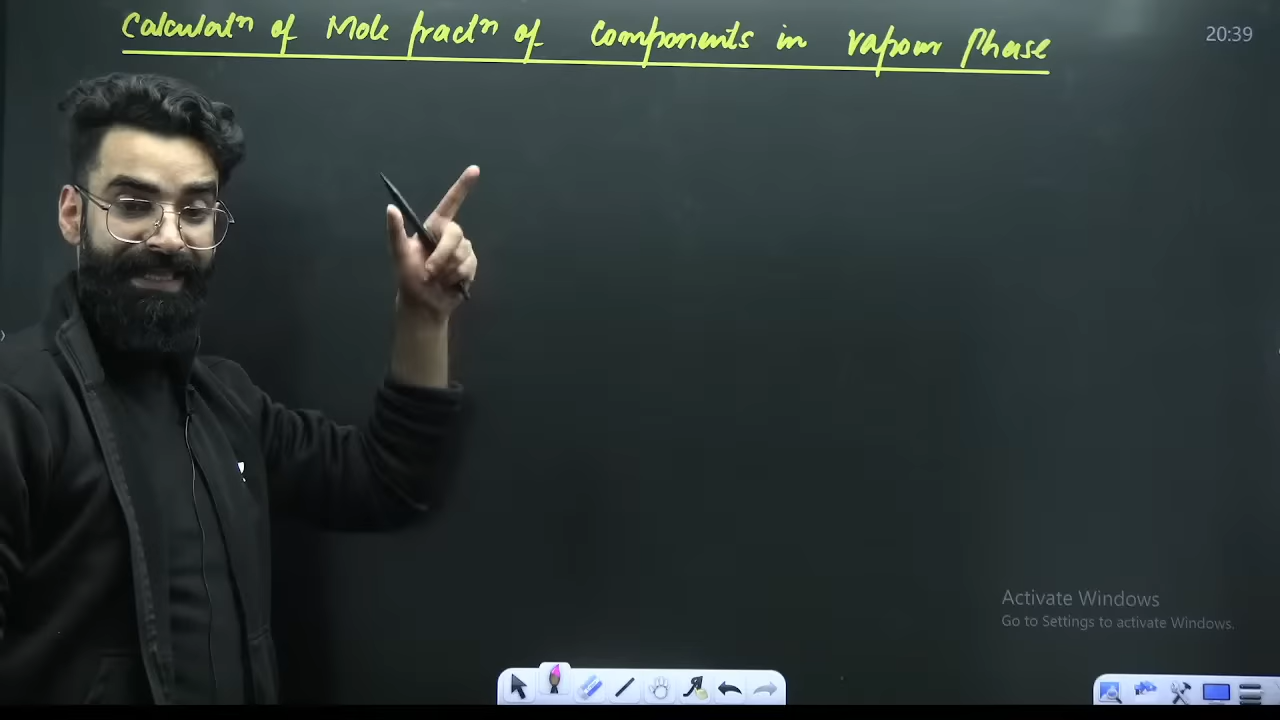 Calculatⁿ of Mole fractⁿ of components in vapour phase
20:39
Activate Windows
Go to Settings to activate Windows.